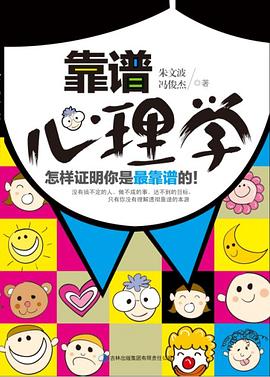 靠谱
朱文波
冯俊杰
◎著
心理学
怎样证明你是最靠谱的!
没有搞不定的人、做不成的事、达不到的目标,
只有你没有理解透彻靠谱的本源
吉林出版集团有限责任公司